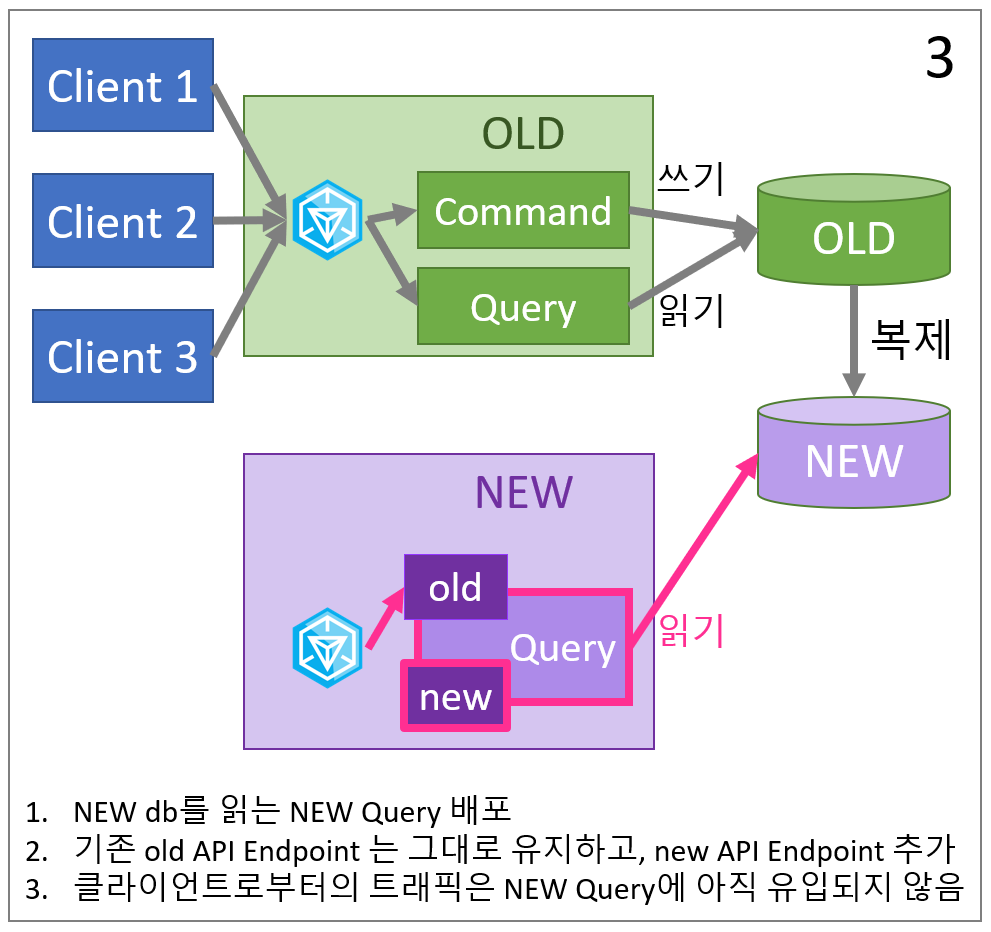 3
Client 1
Client 2
Client 3
OLD
Command
Query
쓰기
읽기
OLD
복제
NEW
NEW
old
Query
new
읽기
1. NEW db를 읽는 NEW Query 배포
2. 기존 old API Endpoint 는 그대로 유지하고, new API Endpoint 추가
3. 클라이언트로부터의 트래픽은 NEW Query에 아직 유입되지 않음